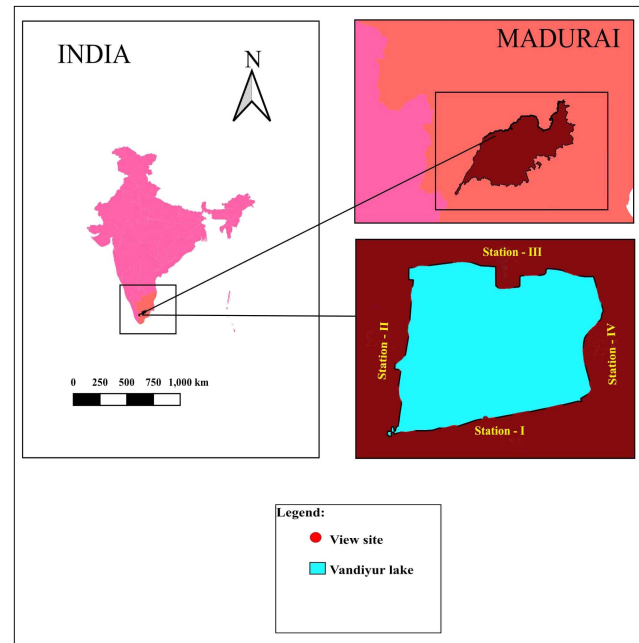 INDIA
N
0 250 500 750 1,000 km
MADURAI
Station - III
Station - II
Station - IV
Station - I
Legend:
View site
Vandiyur lake